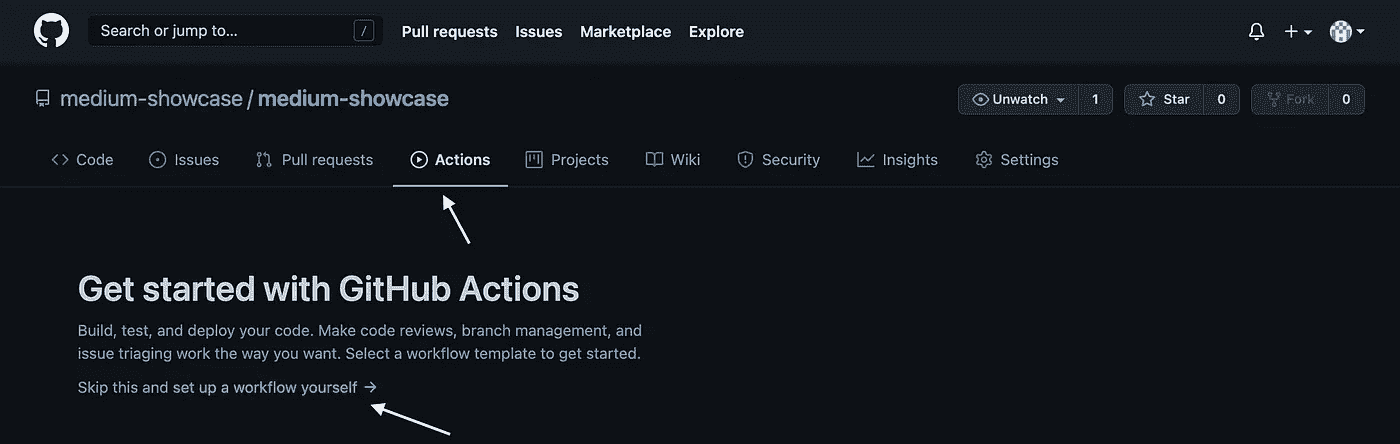 Search or jump to... / Pull requests Issues Marketplace Explore
medium-showcase / medium-showcase Unwatch 1 Star 0 Fork 0
Code Issues Pull requests Actions Projects Wiki Security Insights Settings
Get started with GitHub Actions
Build, test, and deploy your code. Make code reviews, branch management, and
issue triaging work the way you want. Select a workflow template to get started.
Skip this and set up a workflow yourself →